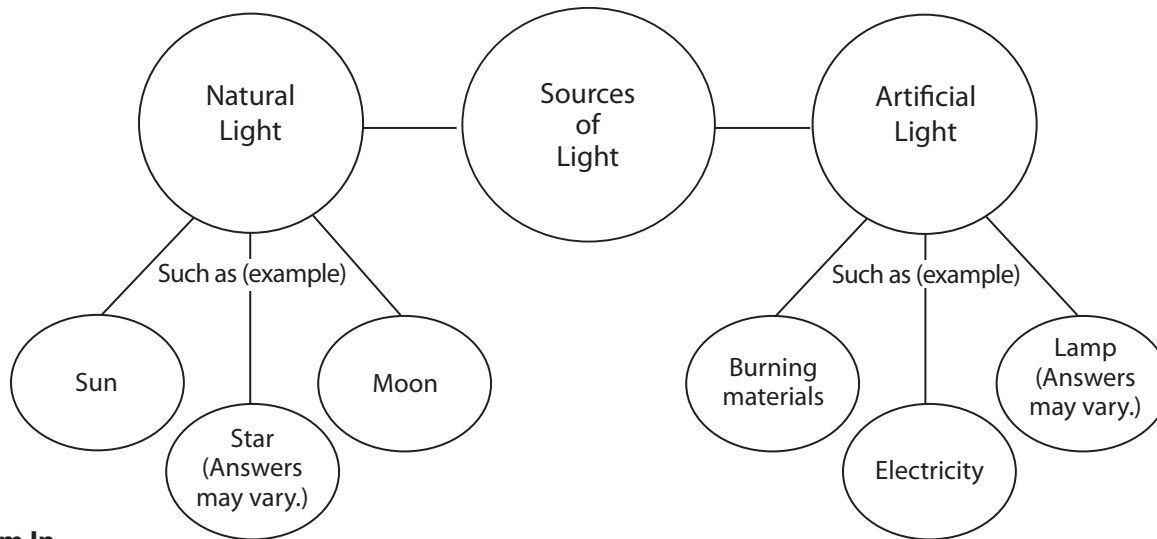 Natural
Light
Sources
of
Light
Artificial
Light
Such as (example)
Such as (example)
Sun
Star
(Answers
may vary.)
Moon
Burning
materials
Electricity
Lamp
(Answers
may vary.)